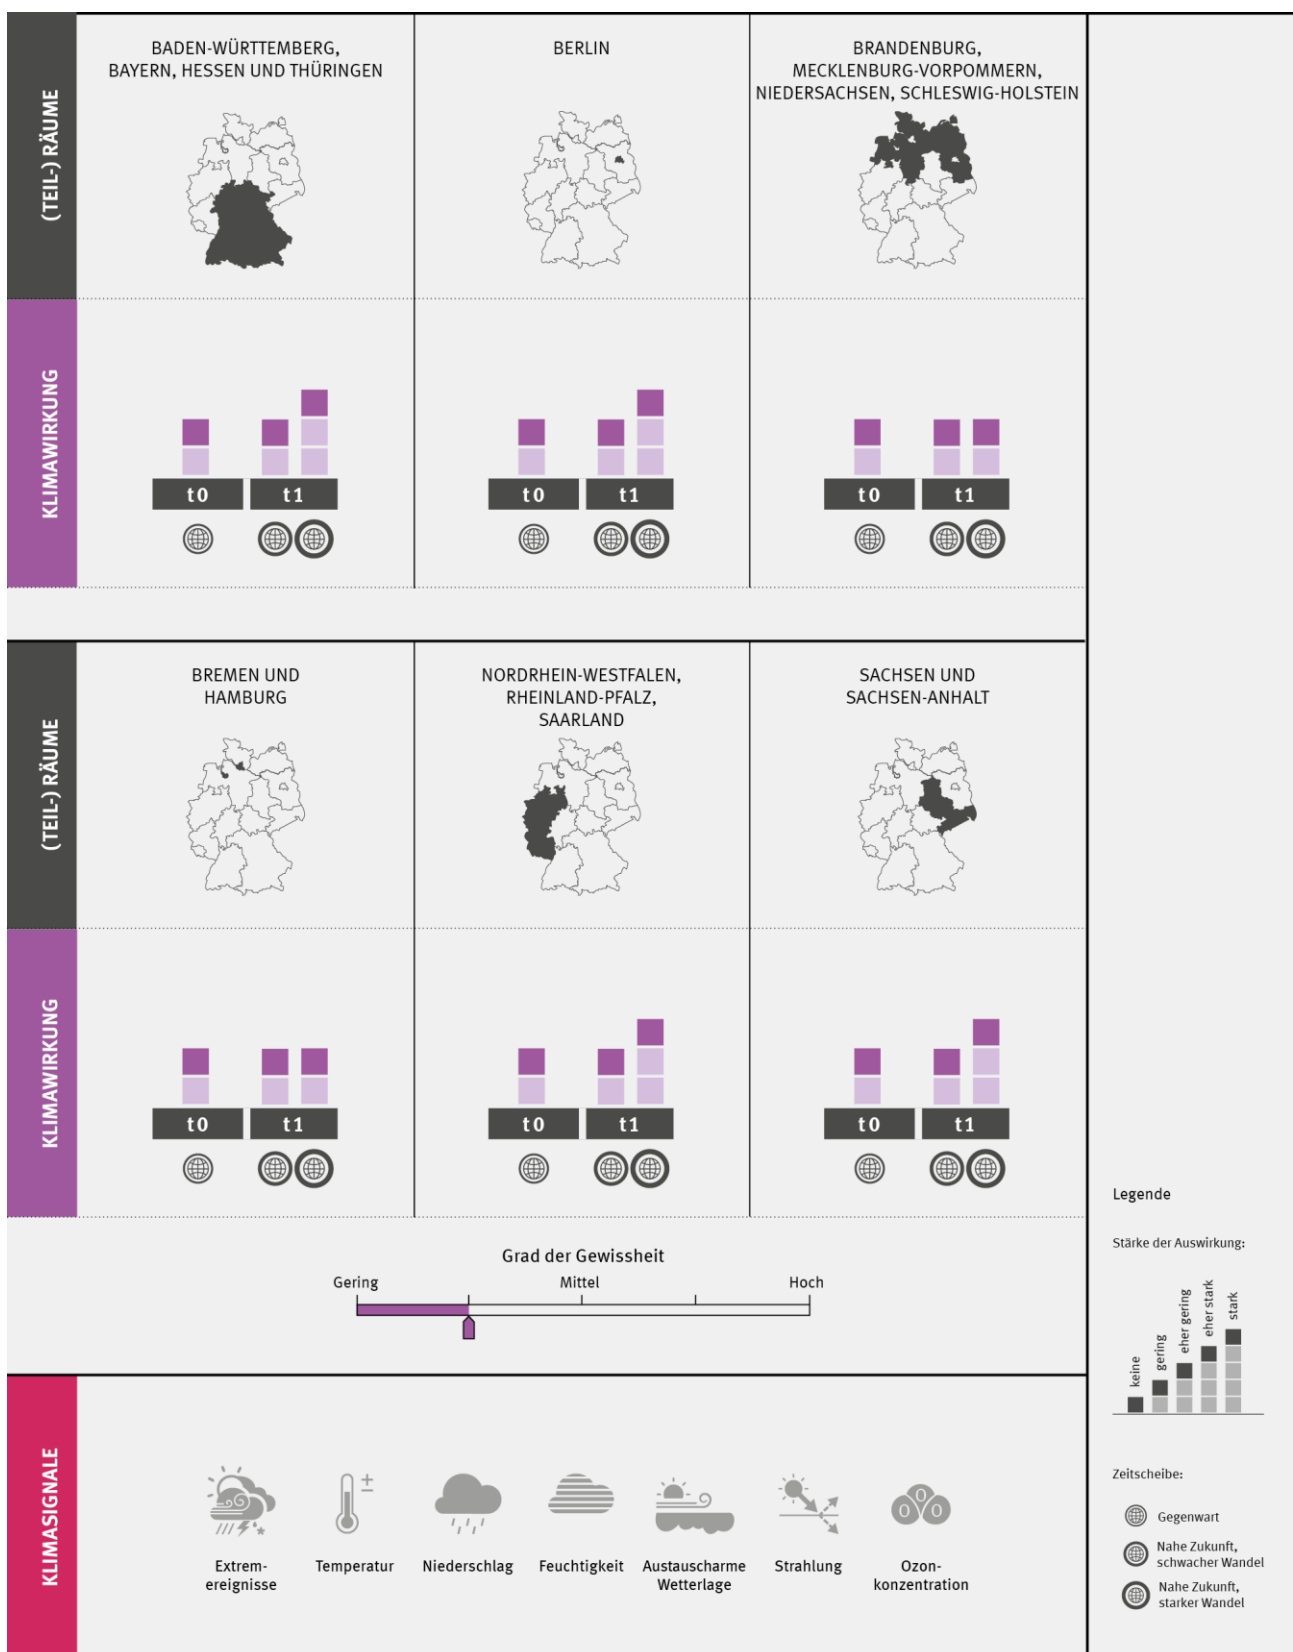 (TEIL-) RÄUME
BADEN-WÜRTTEMBERG,
BAYERN, HESSEN UND THÜRINGEN
BERLIN
BRANDENBURG,
MECKLENBURG-VORPOMMERN,
NIEDERSACHSEN, SCHLESWIG-HOLSTEIN
KLIMAWIRKUNG
t0 t1
t0 t1
t0 t1
(TEIL-) RÄUME
BREMEN UND
HAMBURG
NORDRHEIN-WESTFALEN,
RHEINLAND-PFALZ,
SAARLAND
SACHSEN UND
SACHSEN-ANHALT
KLIMAWIRKUNG
t0 t1
t0 t1
t0 t1
Grad der Gewissheit
Gering Mittel Hoch
KLIMASIGNALE
Extrem-
ereignisse
Temperatur
Niederschlag
Feuchtigkeit
Austauscharme
Wetterlage
Strahlung
O O O
Ozon-
konzentration
Legende
Stärke der Auswirkung:
keine
gering
eher gering
eher stark
stark
Zeitscheibe:
Gegenwart
Nahe Zukunft,
schwacher Wandel
Nahe Zukunft,
starker Wandel